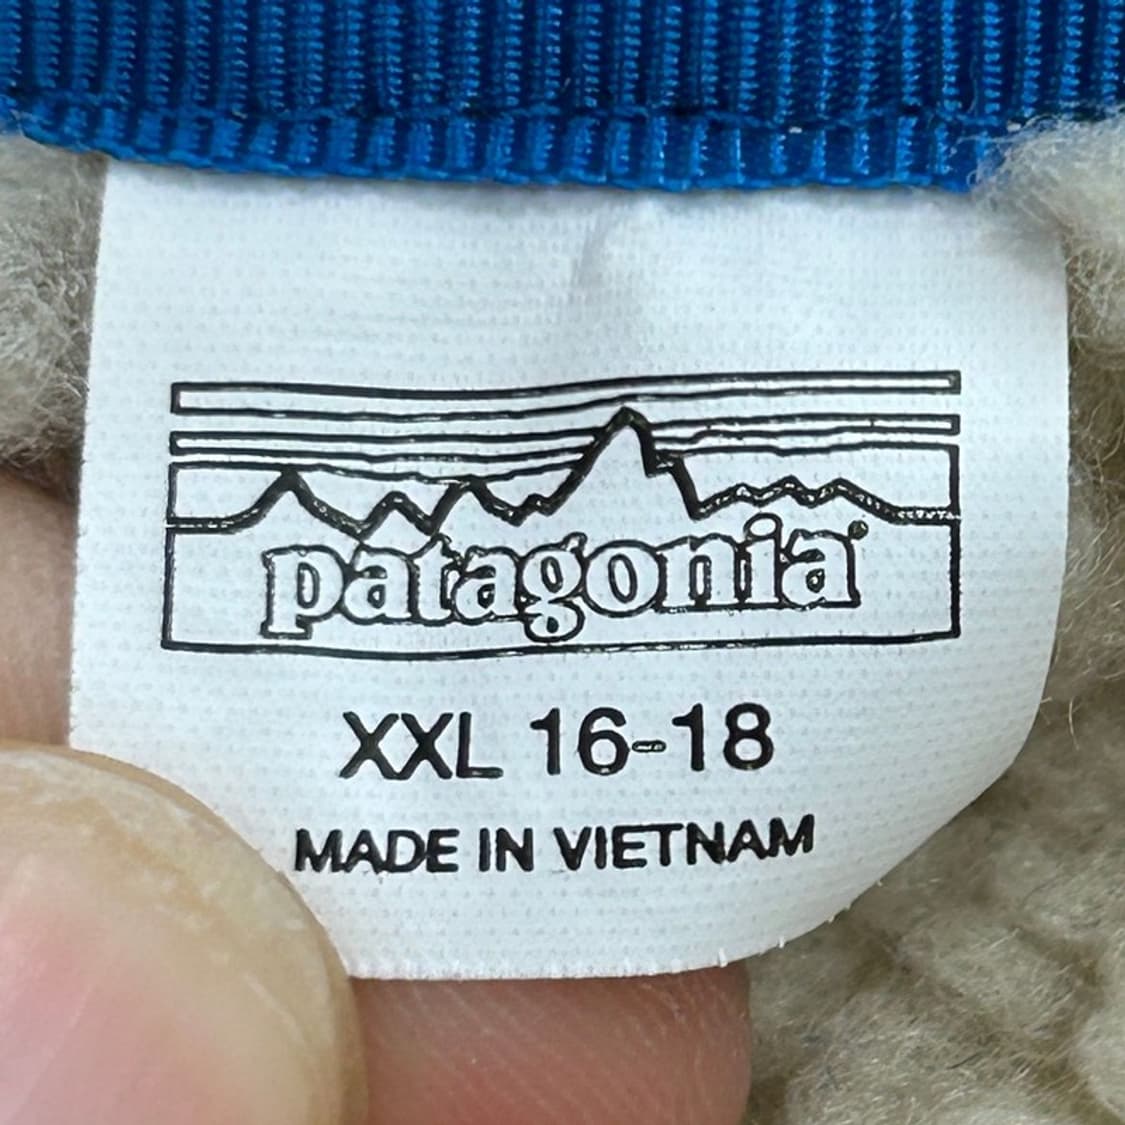 patagonia®
XXL 16-18
MADE IN VIETNAM